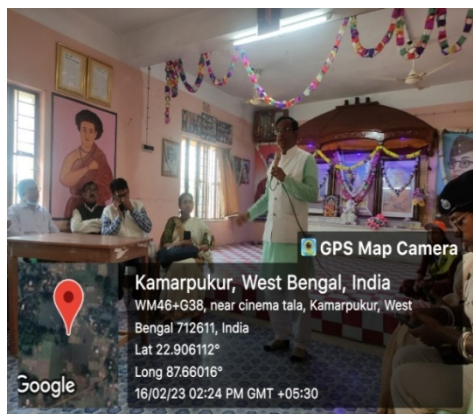 GPS Map Camera
Kamarpukur, West Bengal, India
WM46+G38, near cinema tala, Kamarpukur, West
Bengal 712611, India
Lat 22.906112°
Long 87.66016°
16/02/23 02:24 PM GMT +05:30
Google